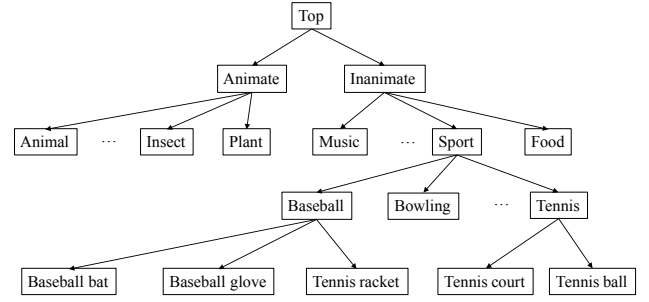 Top
Animate Inanimate
Animal ... Insect Plant Music ... Sport Food
Baseball Bowling ... Tennis
Baseball bat Baseball glove Tennis racket Tennis court Tennis ball